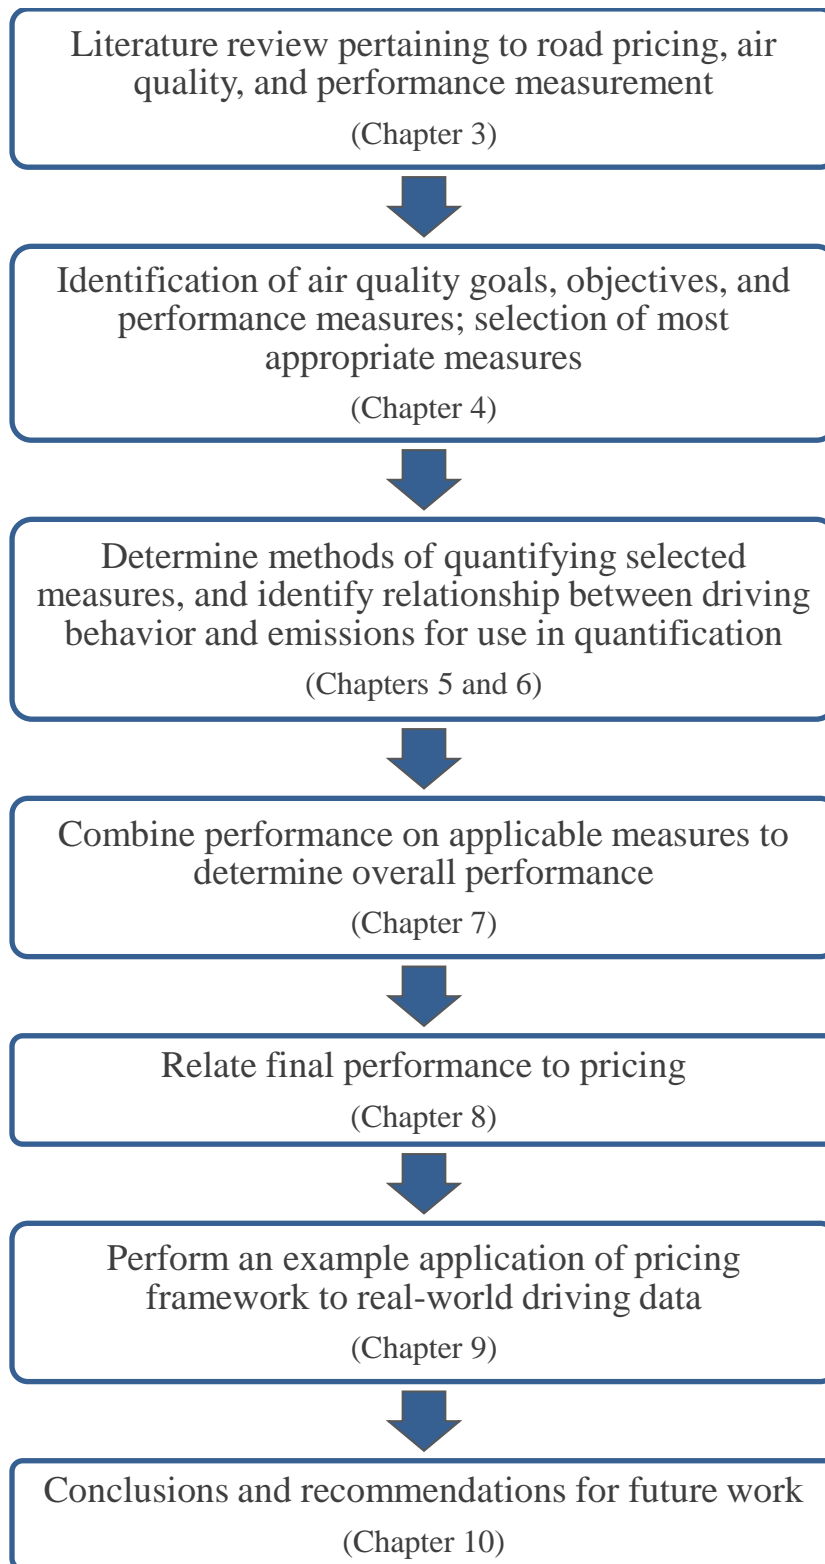 Literature review pertaining to road pricing, air
quality, and performance measurement
(Chapter 3)
Identification of air quality goals, objectives, and
performance measures; selection of most
appropriate measures
(Chapter 4)
Determine methods of quantifying selected
measures, and identify relationship between driving
behavior and emissions for use in quantification
(Chapters 5 and 6)
Combine performance on applicable measures to
determine overall performance
(Chapter 7)
Relate final performance to pricing
(Chapter 8)
Perform an example application of pricing
framework to real-world driving data
(Chapter 9)
Conclusions and recommendations for future work
(Chapter 10)